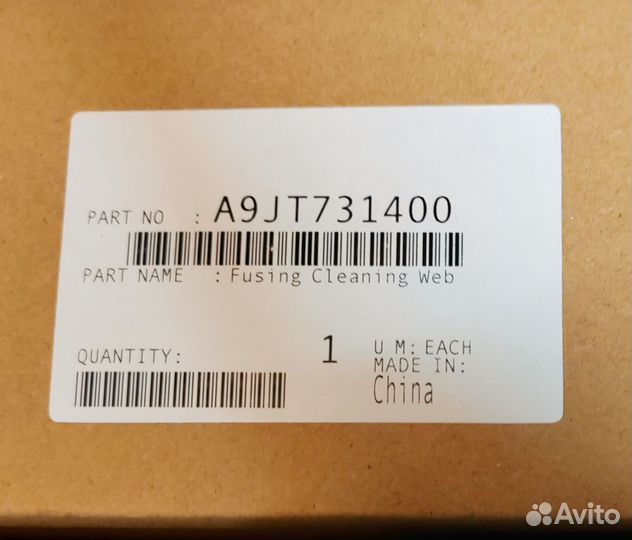 PART NO : A9JT731400
PART NAME : Fusing Cleaning Web
QUANTITY: 1 U M: EACH
MADE IN:
China
Avito